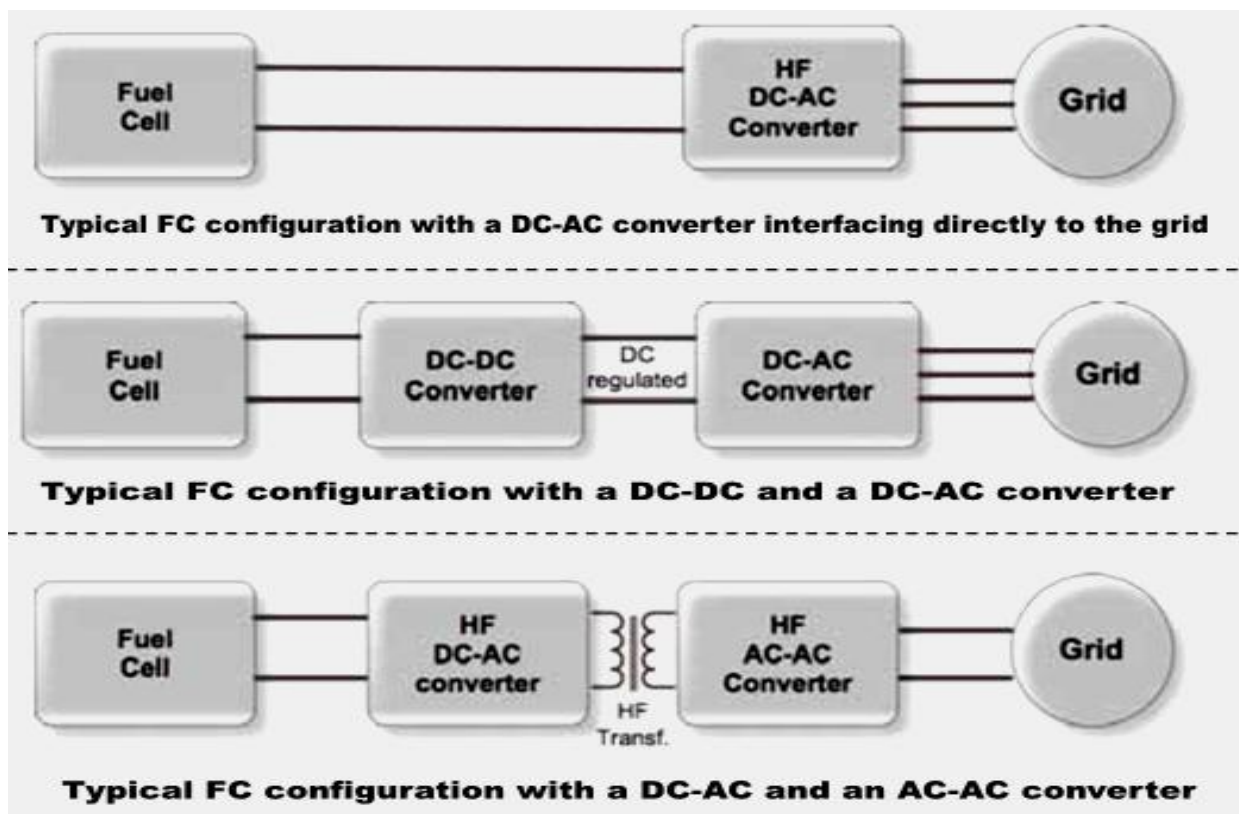 Fuel
Cell
HF
DC-AC
Converter
Grid
Typical FC configuration with a DC-AC converter interfacing directly to the grid
Fuel
Cell
DC-DC
Converter
DC
regulated
DC-AC
Converter
Grid
Typical FC configuration with a DC-DC and a DC-AC converter
Fuel
Cell
HF
DC-AC
converter
HF
Transf.
HF
AC-AC
Converter
Grid
Typical FC configuration with a DC-AC and an AC-AC converter